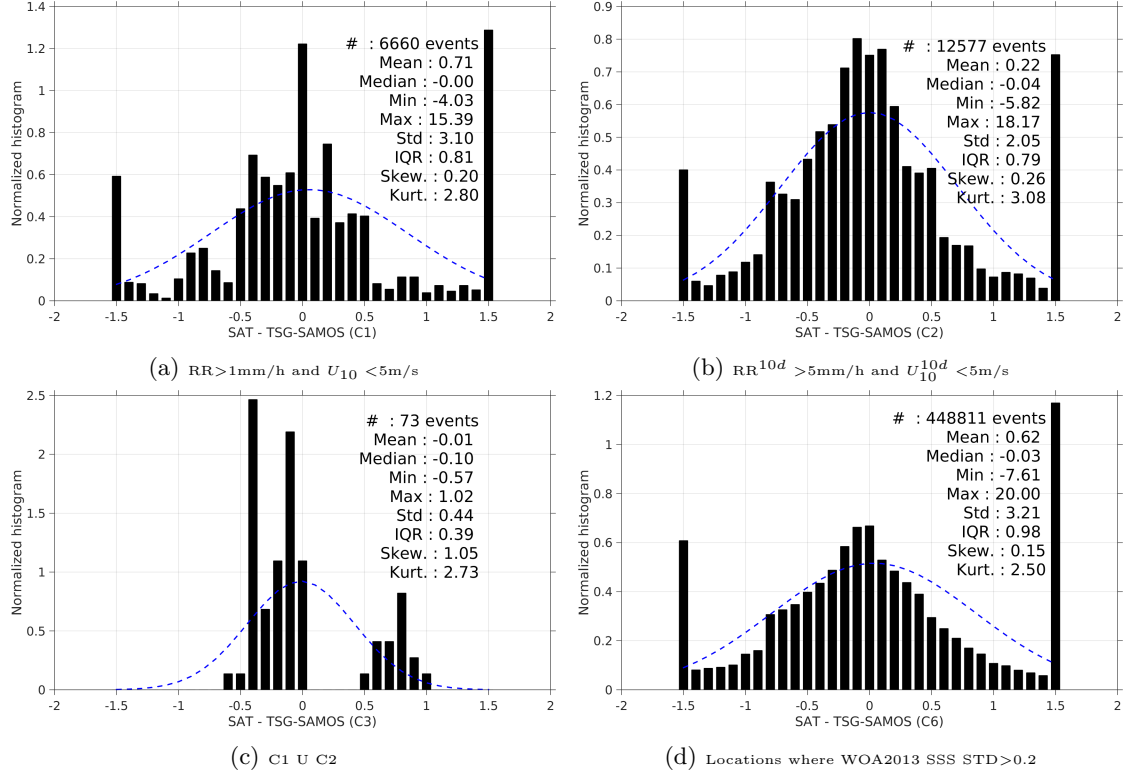 1.4
1.2
1
0.8
0.6
0.4
0.2
0
Normalized histogram
# : 6660 events
Mean : 0.71
Median : -0.00
Min : -4.03
Max : 15.39
Std : 3.10
IQR : 0.81
Skew. : 0.20
Kurt. : 2.80
-2 -1.5 -1 -0.5 0 0.5 1 1.5 2
SAT - TSG-SAMOS (C1)
(a) RR>1mm/h and U10 <5m/s
0.9
0.8
0.7
0.6
0.5
0.4
0.3
0.2
0.1
0
Normalized histogram
# : 12577 events
Mean : 0.22
Median : -0.04
Min : -5.82
Max : 18.17
Std : 2.05
IQR : 0.79
Skew. : 0.26
Kurt. : 3.08
-2 -1.5 -1 -0.5 0 0.5 1 1.5 2
SAT - TSG-SAMOS (C2)
(b) RR^10d >5mm/h and U_10^10d <5m/s
2.5
2
1.5
1
0.5
0
Normalized histogram
# : 73 events
Mean : -0.01
Median : -0.10
Min : -0.57
Max : 1.02
Std : 0.44
IQR : 0.39
Skew. : 1.05
Kurt. : 2.73
-2 -1.5 -1 -0.5 0 0.5 1 1.5 2
SAT - TSG-SAMOS (C3)
(c) C1 U C2
1.2
1
0.8
0.6
0.4
0.2
0
Normalized histogram
# : 448811 events
Mean : 0.62
Median : -0.03
Min : -7.61
Max : 20.00
Std : 3.21
IQR : 0.98
Skew. : 0.15
Kurt. : 2.50
-2 -1.5 -1 -0.5 0 0.5 1 1.5 2
SAT - TSG-SAMOS (C6)
(d) Locations where WOA2013 SSS STD>0.2